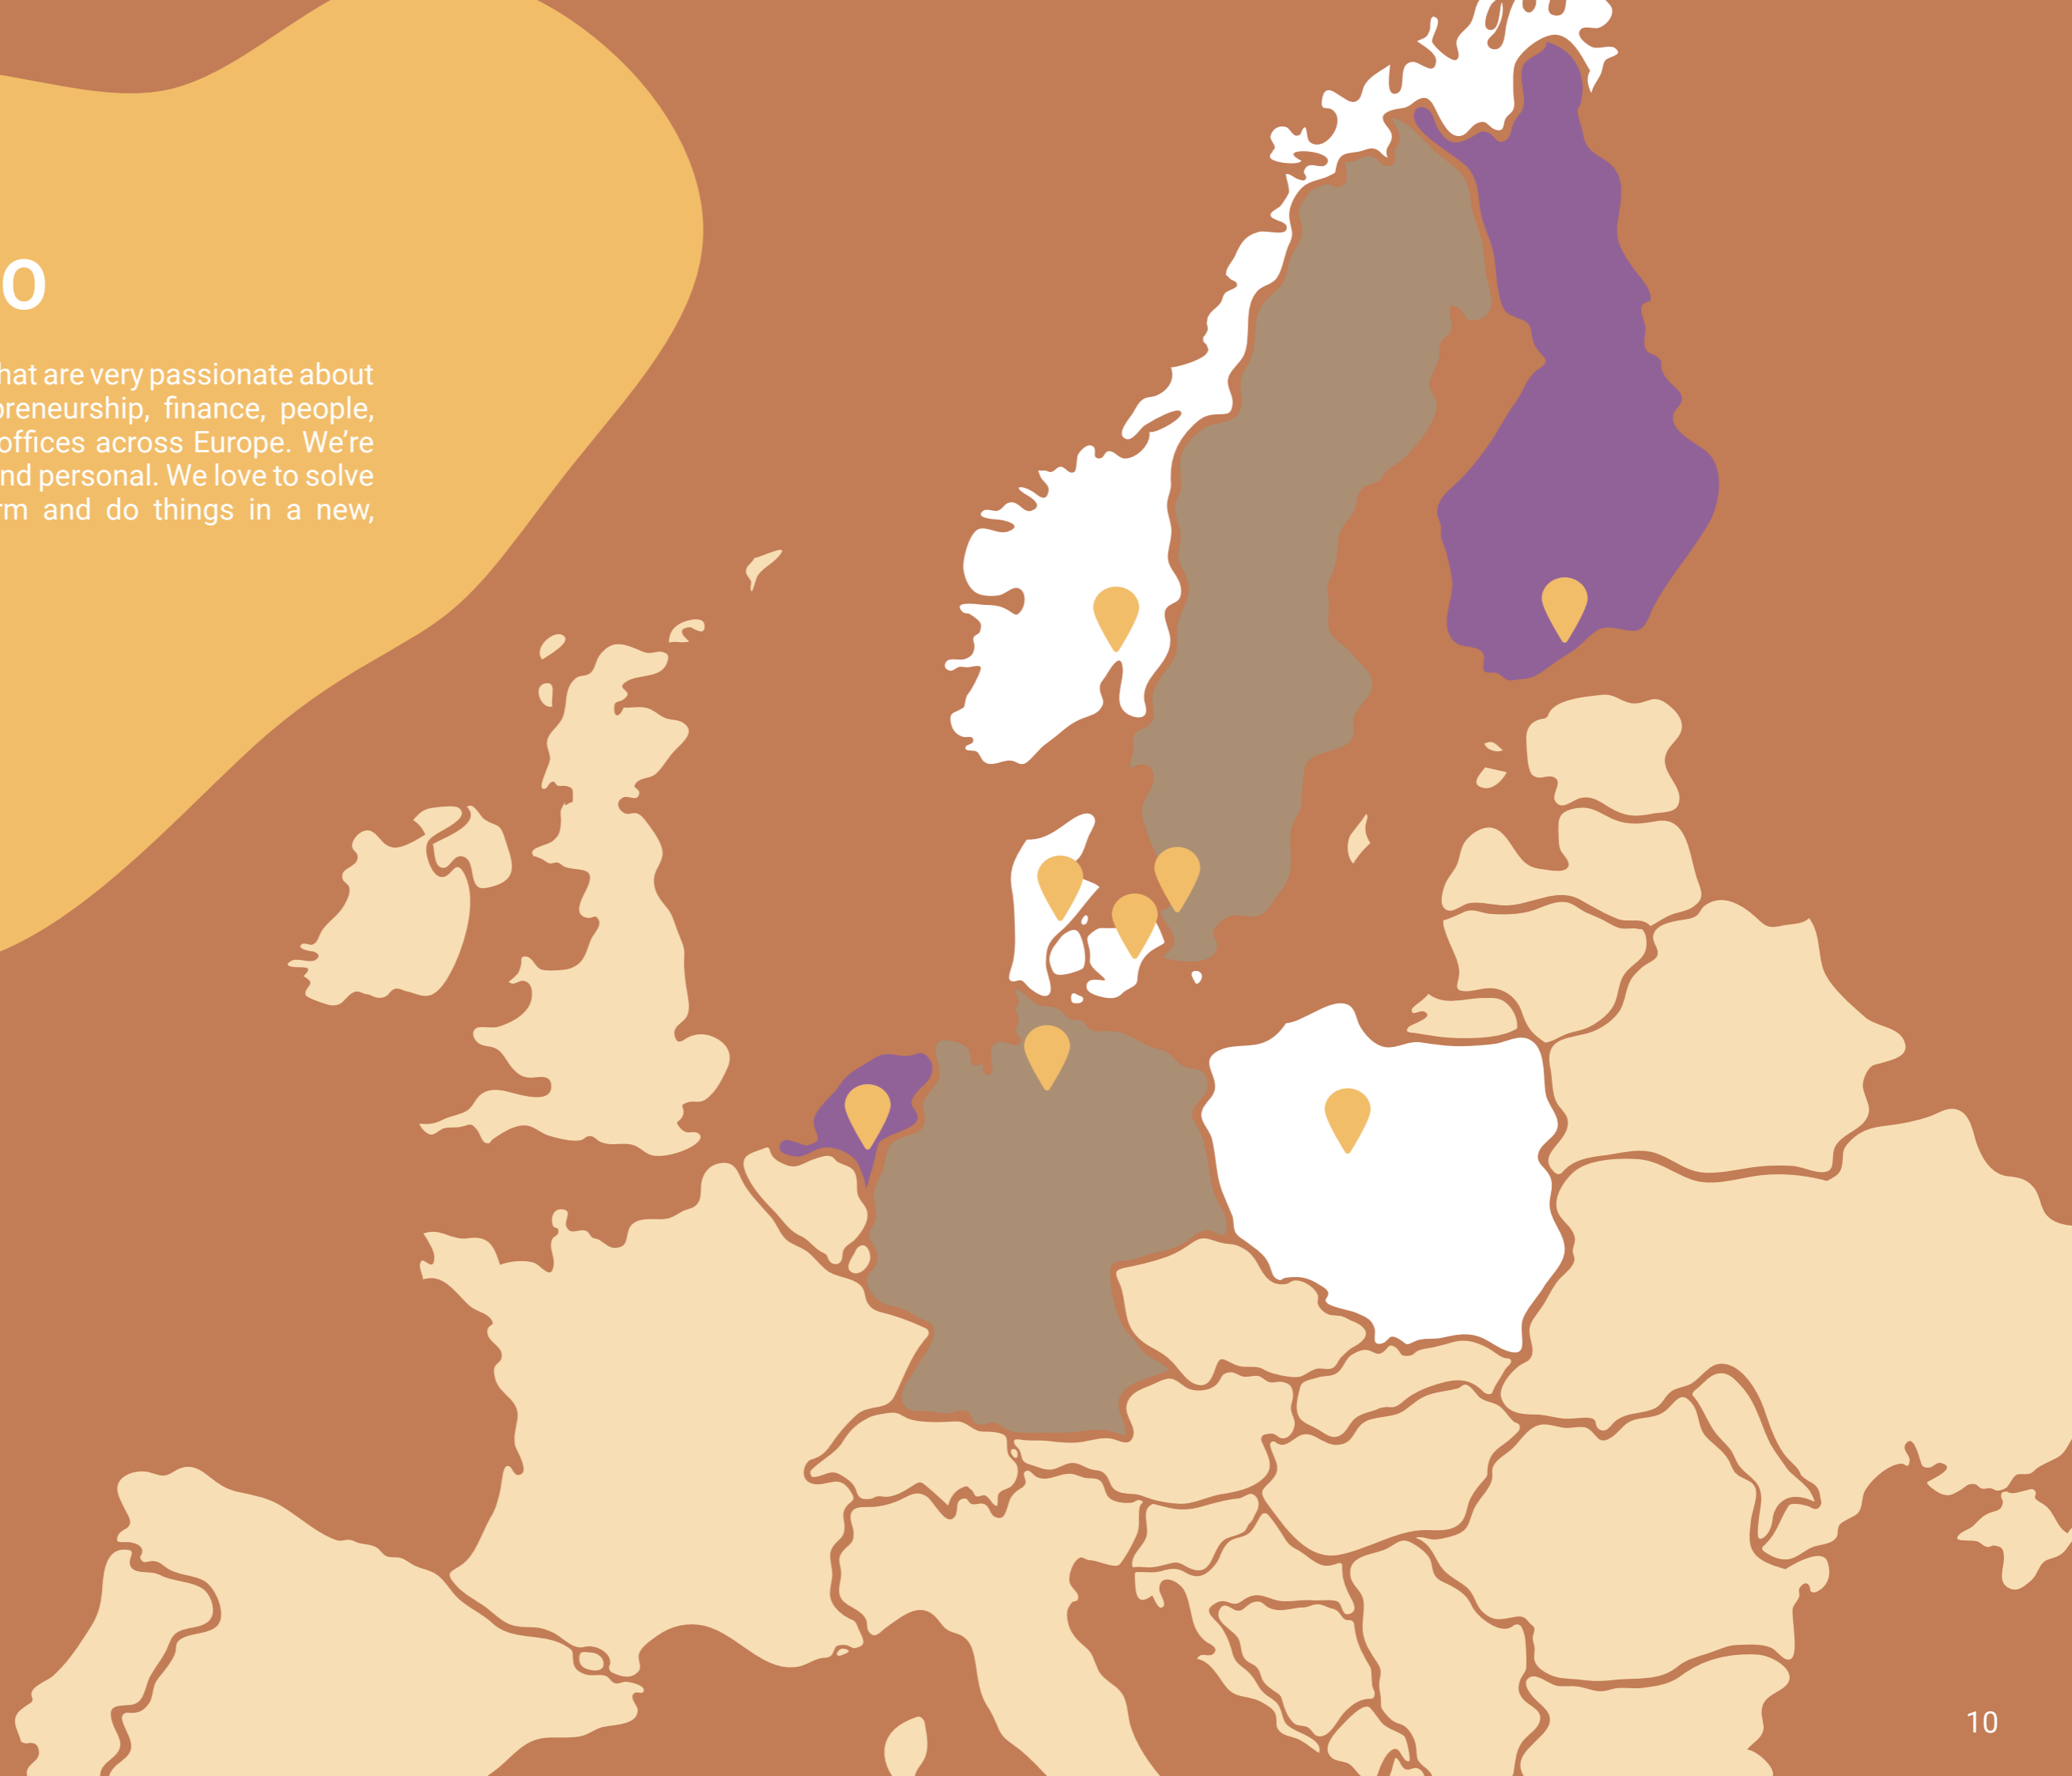 o
hat are very passionate about
preneurship, finance, people,
offices across Europe. We're
nd personal. We love to solve
rm and do things in a new,
10